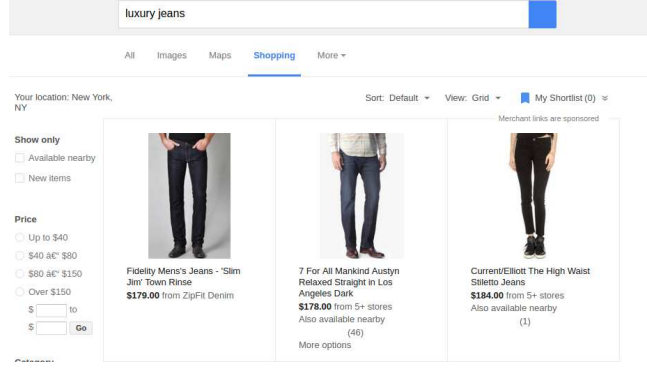 luxury jeans
All Images Maps Shopping More
Your location: New York,
NY
Sort: Default View: Grid My Shortlist (0)
Merchant links are sponsored
Show only
Available nearby
New items
Price
Up to $40
$40 â€“ $80
$80 â€“ $150
Over $150
$ to
$ Go
Category
Fidelity Mens's Jeans - 'Slim
Jim' Town Rinse
$179.00 from ZipFit Denim
7 For All Mankind Austyn
Relaxed Straight in Los
Angeles Dark
$178.00 from 5+ stores
Also available nearby
(46)
More options
Current/Elliott The High Waist
Stiletto Jeans
$184.00 from 5+ stores
Also available nearby
(1)